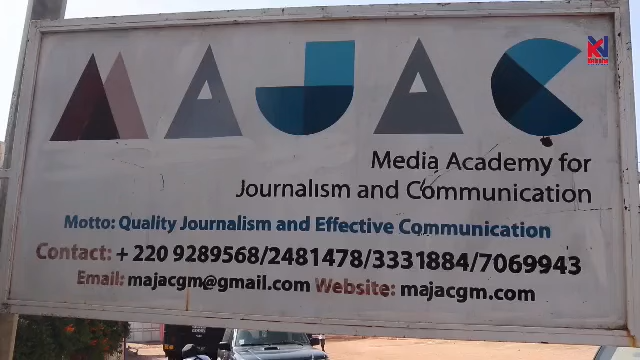 MAJAC
Media Academy for
Journalism and Communication
Motto: Quality Journalism and Effective Communication
Contact: + 220 9289568/2481478/3331884/7069943
Email: majacgm@gmail.com Website: majacgm.com